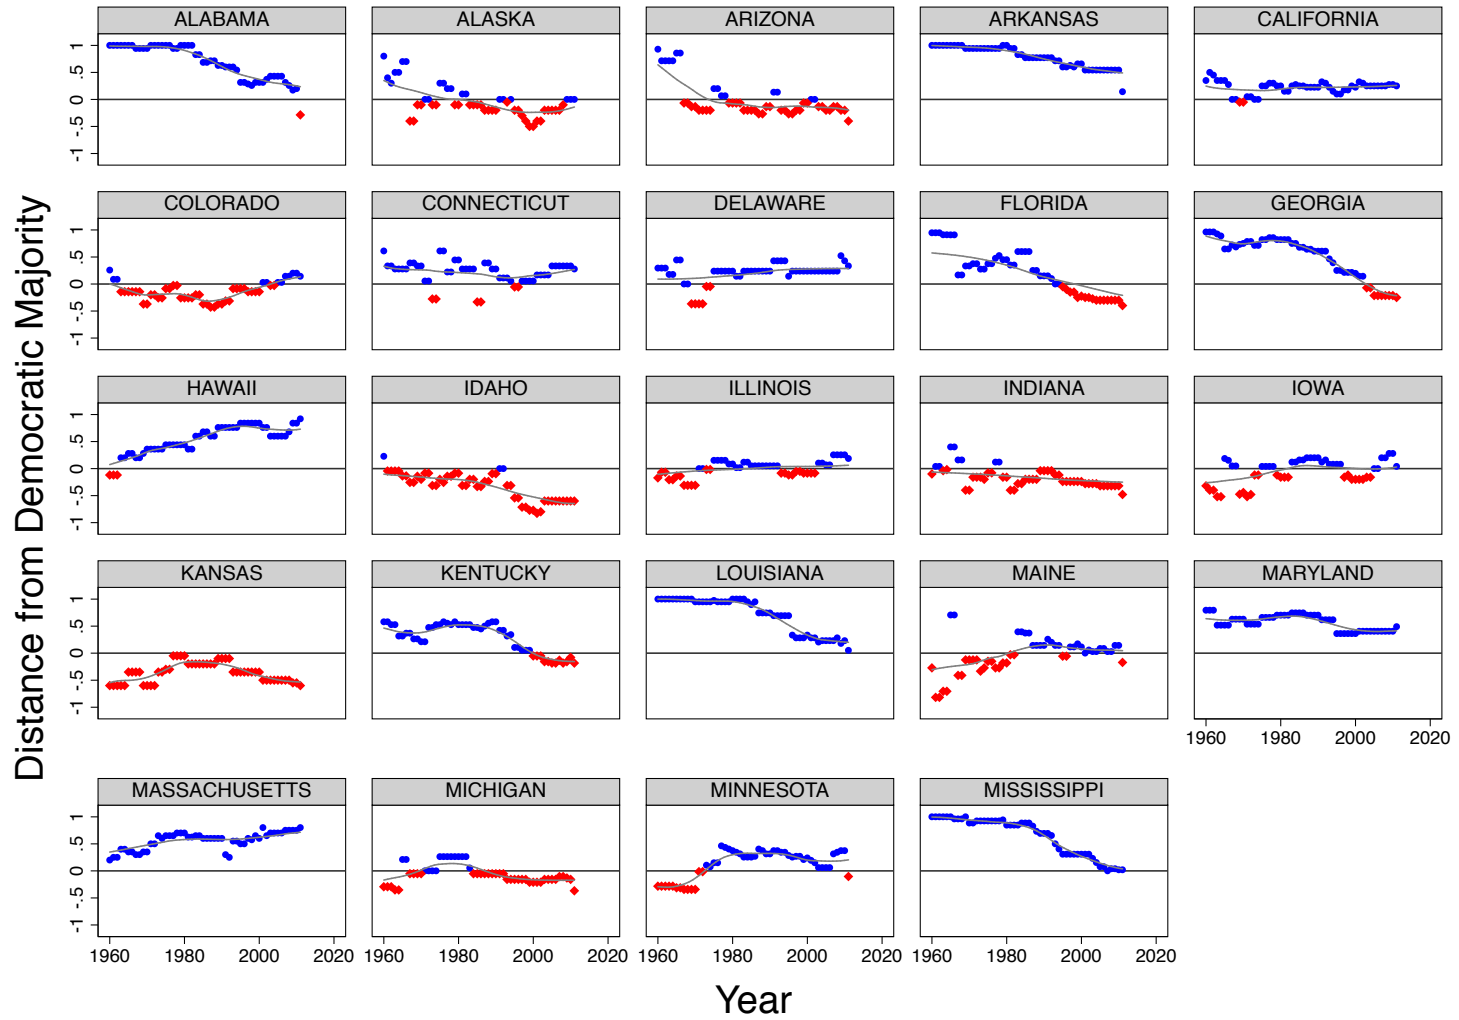 ALABAMA
ALASKA
ARIZONA
ARKANSAS
CALIFORNIA
1
.5
0
-.5
-1
COLORADO
CONNECTICUT
DELAWARE
FLORIDA
GEORGIA
1
.5
0
-.5
-1
HAWAII
IDAHO
ILLINOIS
INDIANA
IOWA
1
.5
0
-.5
-1
KANSAS
KENTUCKY
LOUISIANA
MAINE
MARYLAND
1
.5
0
-.5
-1
1960 1980 2000 2020
MASSACHUSETTS
MICHIGAN
MINNESOTA
MISSISSIPPI
1
.5
0
-.5
-1
1960 1980 2000 2020
1960 1980 2000 2020
1960 1980 2000 2020
1960 1980 2000 2020
Distance from Democratic Majority
Year